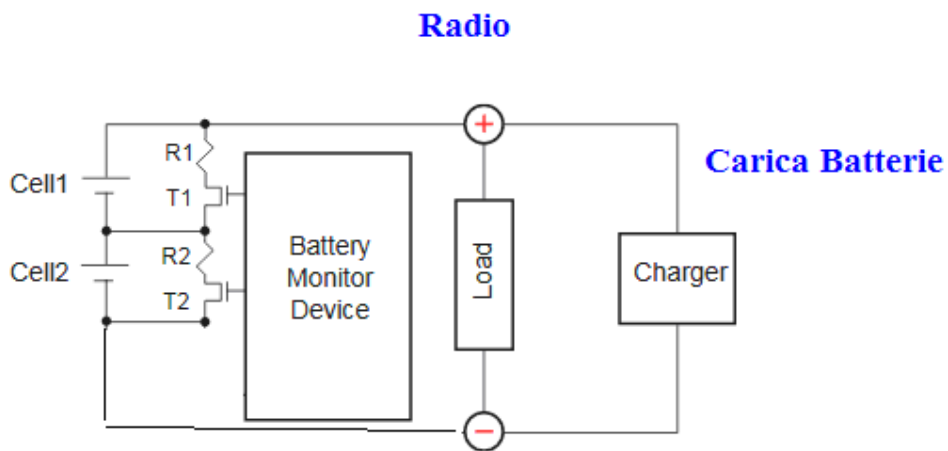 Radio
+
R1
Carica Batterie
Cell1
T1
Cell2
R2
T2
Battery
Monitor
Device
Load
Charger
−